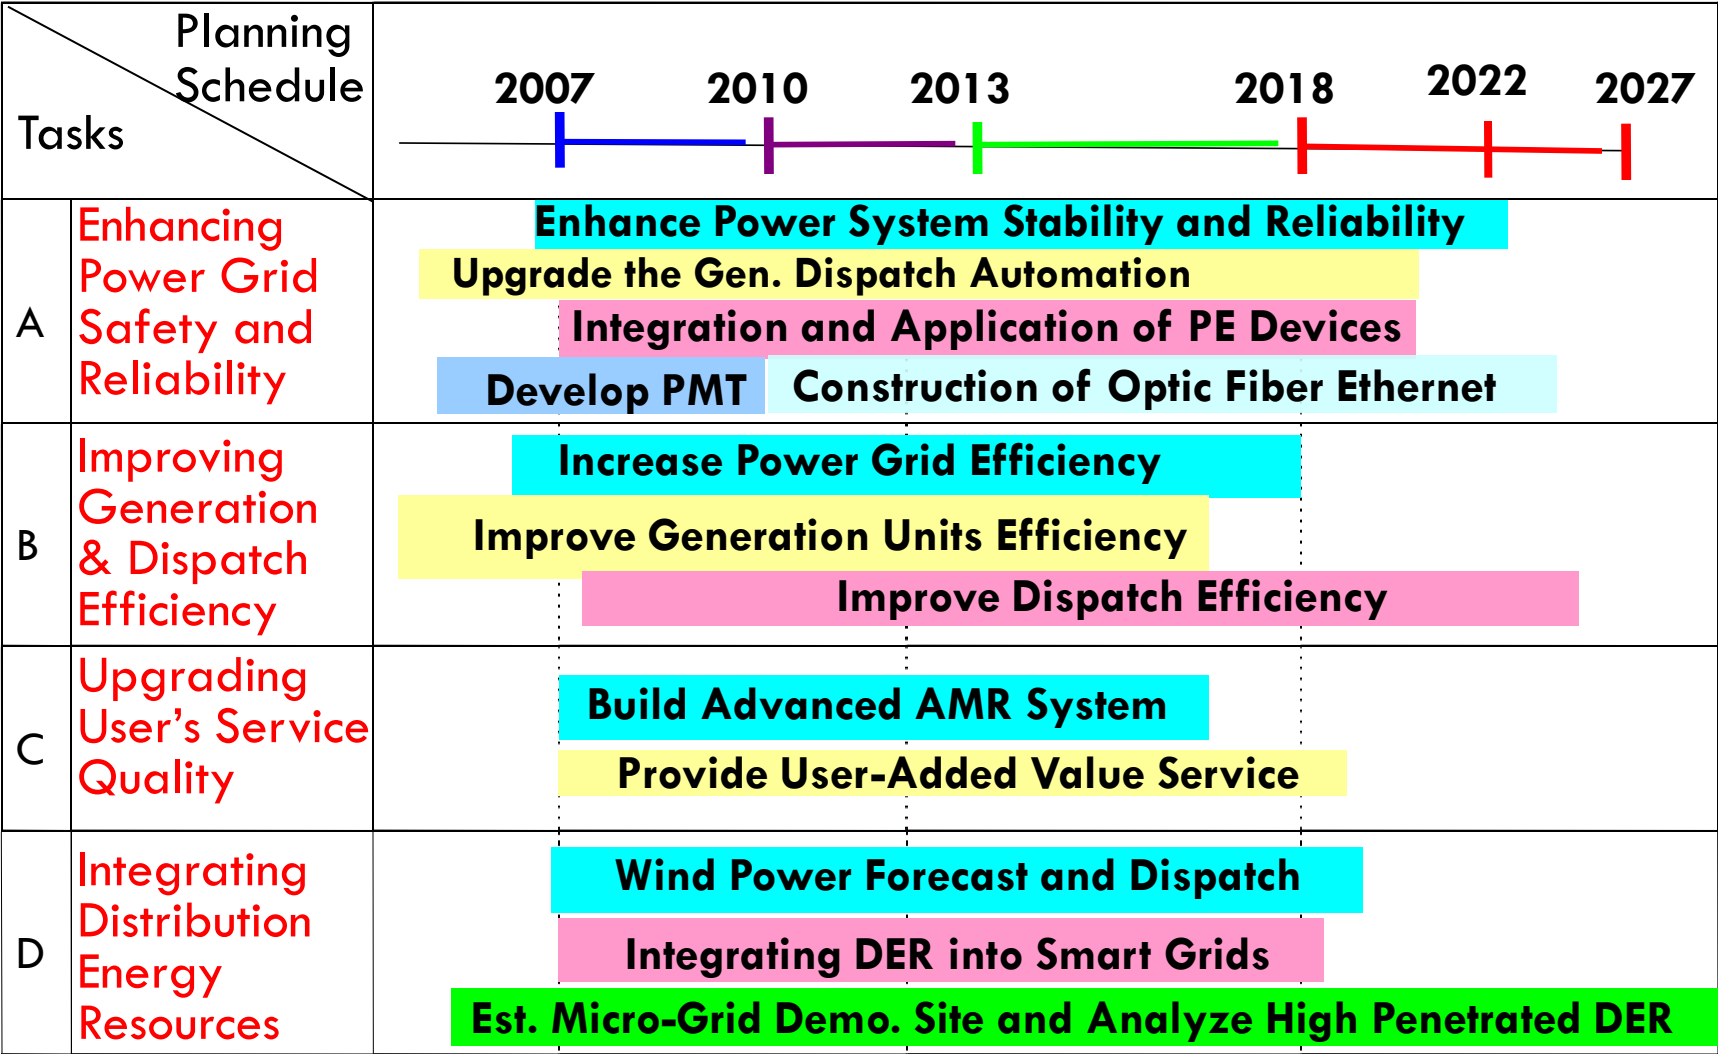 Planning
Schedule
Tasks
2007 2010 2013 2018 2022 2027
A
Enhancing
Power Grid
Safety and
Reliability
Enhance Power System Stability and Reliability
Upgrade the Gen. Dispatch Automation
Integration and Application of PE Devices
Develop PMT
Construction of Optic Fiber Ethernet
B
Improving
Generation
& Dispatch
Efficiency
Increase Power Grid Efficiency
Improve Generation Units Efficiency
Improve Dispatch Efficiency
C
Upgrading
User’s Service
Quality
Build Advanced AMR System
Provide User-Added Value Service
D
Integrating
Distribution
Energy
Resources
Wind Power Forecast and Dispatch
Integrating DER into Smart Grids
Est. Micro-Grid Demo. Site and Analyze High Penetrated DER